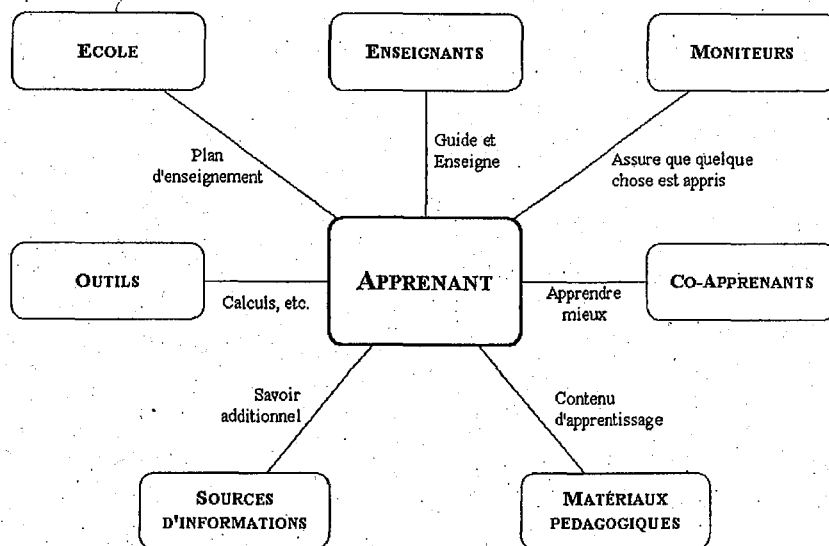 ECOLE
ENSEIGNANTS
MONITEURS
Plan
d'enseignement
Guide et
Enseigne
Assure que quelque
chose est appris
OUTILS
Calculs, etc.
APPRENANT
Apprendre
mieux
CO-APPRENANTS
Savoir
additionnel
Contenu
d'apprentissage
SOURCES
D'INFORMATIONS
MATÉRIAUX
PEDAGOGIQUES